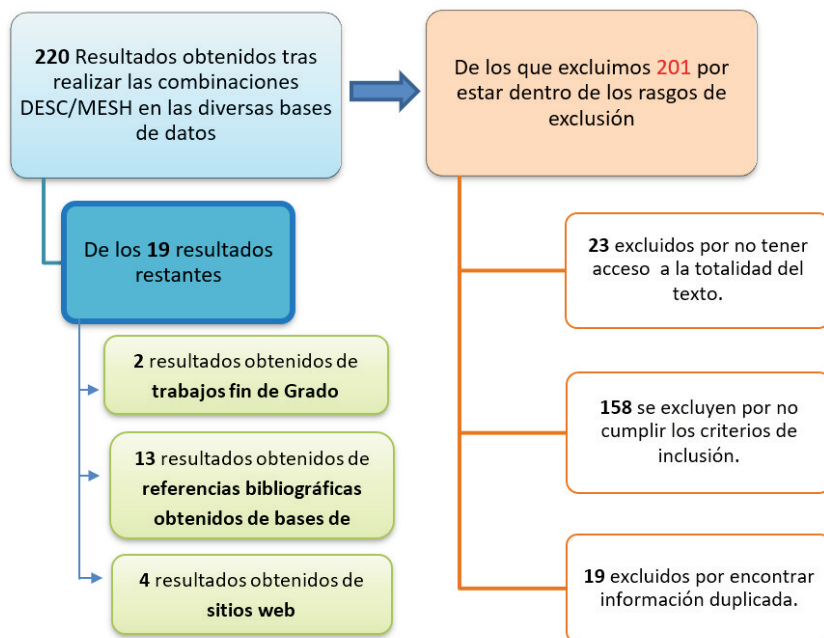 220 Resultados obtenidos tras
realizar las combinaciones
DESC/MESH en las diversas bases
de datos
De los que excluimos 201 por
estar dentro de los rasgos de
exclusión
De los 19 resultados
restantes
2 resultados obtenidos de
trabajos fin de Grado
13 resultados obtenidos de
referencias bibliográficas
obtenidos de bases de
4 resultados obtenidos de
sitios web
23 excluidos por no tener
acceso a la totalidad del
texto.
158 se excluyen por no
cumplir los criterios de
inclusión.
19 excluidos por encontrar
información duplicada.